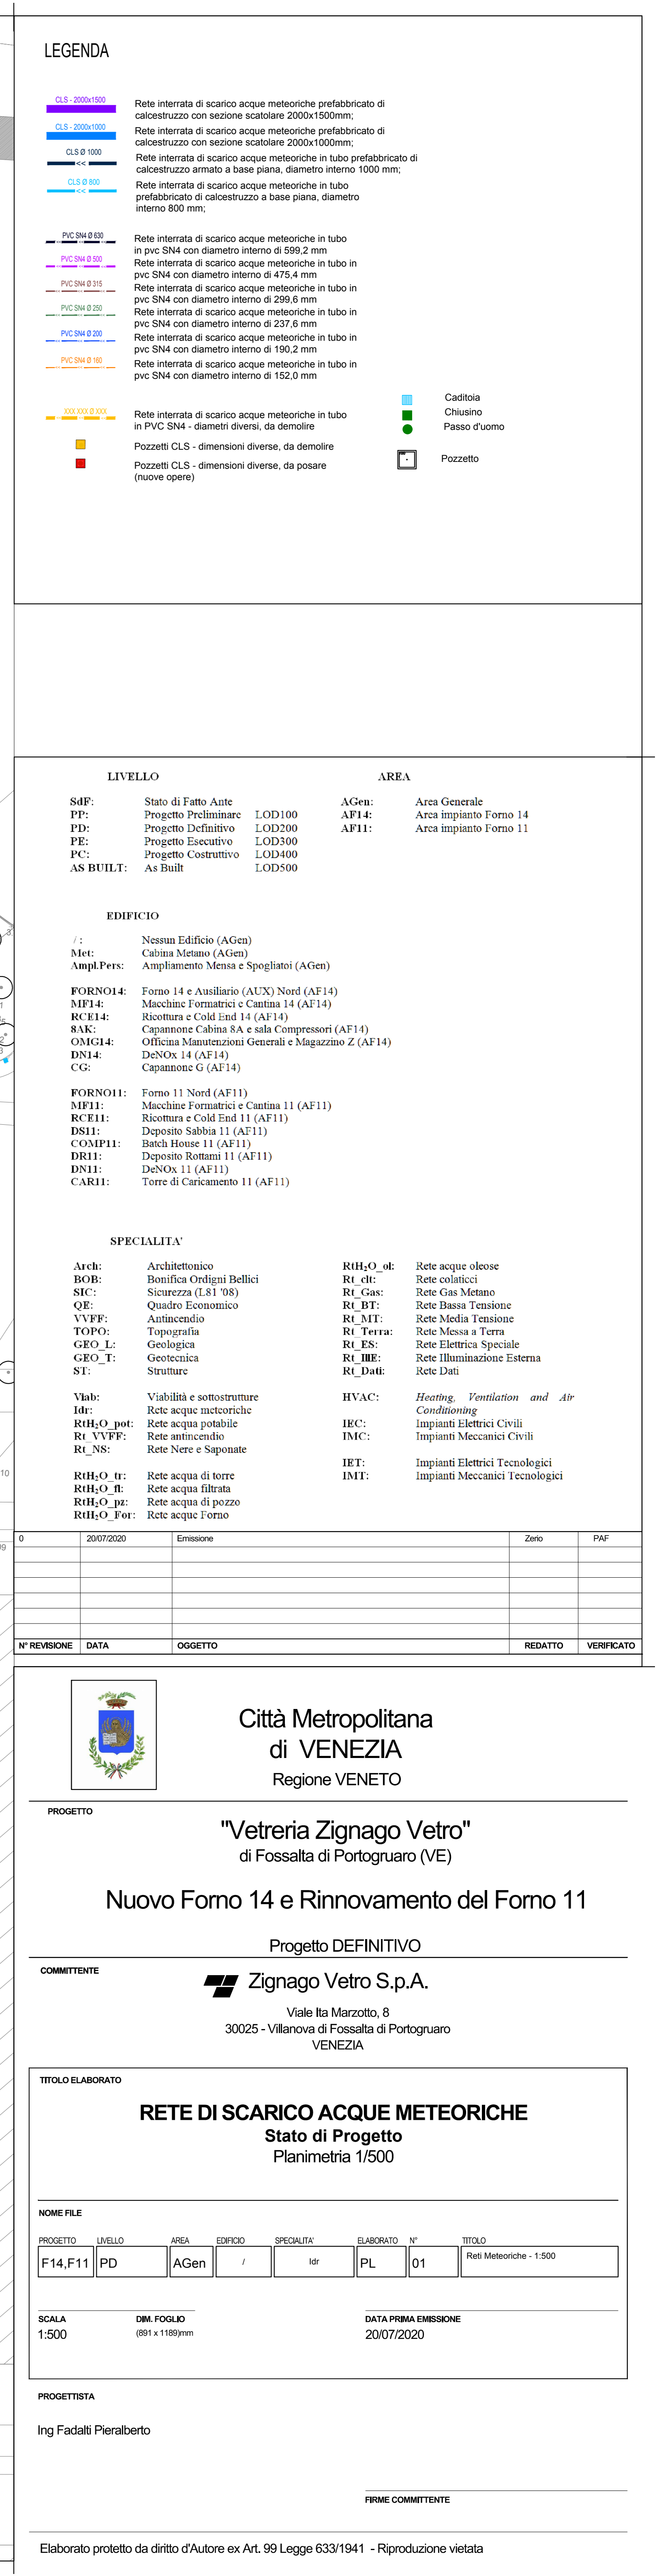 LEGENDA
CLS - 2000x1500
Rete interrata di scarico acque meteoriche prefabbricato di
calcestruzzo con sezione scatolare 2000x1500mm;
CLS - 2000x1000
Rete interrata di scarico acque meteoriche prefabbricato di
calcestruzzo con sezione scatolare 2000x1000mm;
CLS Ø 1000
<<
Rete interrata di scarico acque meteoriche in tubo prefabbricato di
calcestruzzo armato a base piana, diametro interno 1000 mm;
CLS Ø 800
<<
Rete interrata di scarico acque meteoriche in tubo
prefabbricato di calcestruzzo a base piana, diametro
interno 800 mm;
PVC SN4 Ø 630
Rete interrata di scarico acque meteoriche in tubo
in pvc SN4 con diametro interno di 599,2 mm
PVC SN4 Ø 500
Rete interrata di scarico acque meteoriche in tubo in
pvc SN4 con diametro interno di 475,4 mm
PVC SN4 Ø 315
Rete interrata di scarico acque meteoriche in tubo in
pvc SN4 con diametro interno di 299,6 mm
PVC SN4 Ø 250
Rete interrata di scarico acque meteoriche in tubo in
pvc SN4 con diametro interno di 237,6 mm
PVC SN4 Ø 200
Rete interrata di scarico acque meteoriche in tubo in
pvc SN4 con diametro interno di 190,2 mm
PVC SN4 Ø 160
Rete interrata di scarico acque meteoriche in tubo in
pvc SN4 con diametro interno di 152,0 mm
XXX XXX Ø XXX
Rete interrata di scarico acque meteoriche in tubo
in PVC SN4 - diametri diversi, da demolire
Pozzetti CLS - dimensioni diverse, da demolire
Pozzetti CLS - dimensioni diverse, da posare
(nuove opere)
Caditoia
Chiusino
Passo d'uomo
Pozzetto
LIVELLO
SdF: Stato di Fatto Ante
PP: Progetto Preliminare LOD100
PD: Progetto Definitivo LOD200
PE: Progetto Esecutivo LOD300
PC: Progetto Costruttivo LOD400
AS BUILT: As Built LOD500
AREA
AGen: Area Generale
AF14: Area impianto Forno 14
AF11: Area impianto Forno 11
EDIFICIO
/ : Nessun Edificio (AGen)
Met: Cabina Metano (AGen)
Ampl.Pers: Ampliamento Mensa e Spogliatoi (AGen)
FORNO14: Forno 14 e Ausiliario (AUX) Nord (AF14)
MF14: Macchine Formatrici e Cantina 14 (AF14)
RCE14: Ricottura e Cold End 14 (AF14)
8AK: Capannone Cabina 8A e sala Compressori (AF14)
OMG14: Officina Manutenzioni Generali e Magazzino Z (AF14)
DN14: DeNOx 14 (AF14)
CG: Capannone G (AF14)
FORNO11: Forno 11 Nord (AF11)
MF11: Macchine Formatrici e Cantina 11 (AF11)
RCE11: Ricottura e Cold End 11 (AF11)
DS11: Deposito Sabbia 11 (AF11)
COMP11: Batch House 11 (AF11)
DR11: Deposito Rottami 11 (AF11)
DN11: DeNOx 11 (AF11)
CAR11: Torre di Caricamento 11 (AF11)
SPECIALITA'
Arch: Architettonico
BOB: Bonifica Ordigni Bellici
SIC: Sicurezza (L81 '08)
QE: Quadro Economico
VVFF: Antincendio
TOPO: Topografia
GEO_L: Geologica
GEO_T: Geotecnica
ST: Strutture
Viab: Viabilità e sottostrutture
Idr: Rete acque meteoriche
RtH₂O_pot: Rete acqua potabile
Rt_VVFF: Rete antincendio
Rt_NS: Rete Nere e Saponate
RtH₂O_tr: Rete acqua di torre
RtH₂O_fl: Rete acqua filtrata
RtH₂O_pz: Rete acqua di pozzo
RtH₂O_For: Rete acque Forno
RtH₂O_ol: Rete acque oleose
Rt_clt: Rete colaticci
Rt_Gas: Rete Gas Metano
Rt_BT: Rete Bassa Tensione
Rt_MT: Rete Media Tensione
Rt_Terra: Rete Messa a Terra
Rt_ES: Rete Elettrica Speciale
Rt_IllE: Rete Illuminazione Esterna
Rt_Dati: Rete Dati
HVAC: Heating, Ventilation and Air
Conditioning
IEC: Impianti Elettrici Civili
IMC: Impianti Meccanici Civili
IET: Impianti Elettrici Tecnologici
IMT: Impianti Meccanici Tecnologici
0 20/07/2020 Emissione Zerio PAF
N° REVISIONE DATA OGGETTO REDATTO VERIFICATO
Città Metropolitana
di VENEZIA
Regione VENETO
PROGETTO
"Vetreria Zignago Vetro"
di Fossalta di Portogruaro (VE)
Nuovo Forno 14 e Rinnovamento del Forno 11
Progetto DEFINITIVO
COMMITTENTE
Zignago Vetro S.p.A.
Viale Ita Marzotto, 8
30025 - Villanova di Fossalta di Portogruaro
VENEZIA
TITOLO ELABORATO
RETE DI SCARICO ACQUE METEORICHE
Stato di Progetto
Planimetria 1/500
NOME FILE
PROGETTO LIVELLO AREA EDIFICIO SPECIALITA' ELABORATO N° TITOLO
F14,F11 PD AGen / Idr PL 01 Reti Meteoriche - 1:500
SCALA DIM. FOGLIO DATA PRIMA EMISSIONE
1:500 (891 x 1189)mm 20/07/2020
PROGETTISTA
Ing Fadalti Pieralberto
FIRME COMMITTENTE
Elaborato protetto da diritto d'Autore ex Art. 99 Legge 633/1941 - Riproduzione vietata